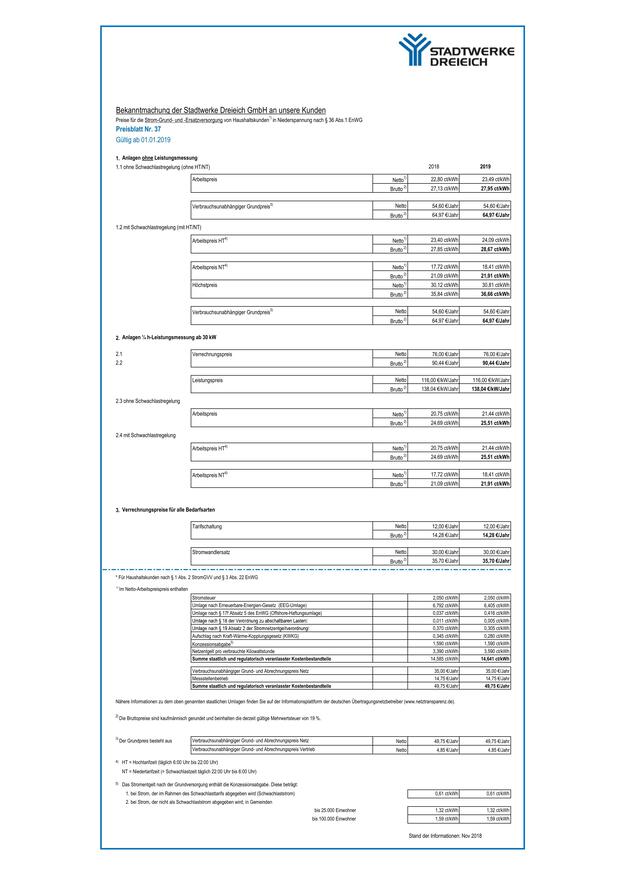 STADTWERKE
DREIEICH
Bekanntmachung der Stadtwerke Dreieich GmbH an unsere Kunden
Preise für die Strom-Grund- und -Ersatzversorgung von Haushaltskunden*) in Niederspannung nach § 36 Abs.1 EnWG
Preisblatt Nr. 37
Gültig ab 01.01.2019
1. Anlagen ohne Leistungsmessung
1.1 ohne Schwachlastregelung (ohne HT/NT) 2018 2019
Arbeitspreis Netto 1) 22,80 ct/kWh 23,49 ct/kWh
Brutto 2) 27,13 ct/kWh 27,95 ct/kWh
Verbrauchsunabhängiger Grundpreis3) Netto 54,60 €/Jahr 54,60 €/Jahr
Brutto 2) 64,97 €/Jahr 64,97 €/Jahr
1.2 mit Schwachlastregelung (mit HT/NT)
Arbeitspreis HT4) Netto 1) 23,40 ct/kWh 24,09 ct/kWh
Brutto 2) 27,85 ct/kWh 28,67 ct/kWh
Arbeitspreis NT4) Netto 1) 17,72 ct/kWh 18,41 ct/kWh
Brutto 2) 21,09 ct/kWh 21,91 ct/kWh
Höchstpreis Netto 1) 30,12 ct/kWh 30,81 ct/kWh
Brutto 2) 35,84 ct/kWh 36,66 ct/kWh
Verbrauchsunabhängiger Grundpreis3) Netto 54,60 €/Jahr 54,60 €/Jahr
Brutto 2) 64,97 €/Jahr 64,97 €/Jahr
2. Anlagen ¼ h-Leistungsmessung ab 30 kW
2.1 Verrechnungspreis Netto 76,00 €/Jahr 76,00 €/Jahr
2.2 Brutto 2) 90,44 €/Jahr 90,44 €/Jahr
Leistungspreis Netto 116,00 €/kW/Jahr 116,00 €/kW/Jahr
Brutto 2) 138,04 €/kW/Jahr 138,04 €/kW/Jahr
2.3 ohne Schwachlastregelung
Arbeitspreis Netto 1) 20,75 ct/kWh 21,44 ct/kWh
Brutto 2) 24,69 ct/kWh 25,51 ct/kWh
2.4 mit Schwachlastregelung
Arbeitspreis HT4) Netto 1) 20,75 ct/kWh 21,44 ct/kWh
Brutto 2) 24,69 ct/kWh 25,51 ct/kWh
Arbeitspreis NT4) Netto 1) 17,72 ct/kWh 18,41 ct/kWh
Brutto 2) 21,09 ct/kWh 21,91 ct/kWh
3. Verrechnungspreise für alle Bedarfsarten
Tarifschaltung Netto 12,00 €/Jahr 12,00 €/Jahr
Brutto 2) 14,28 €/Jahr 14,28 €/Jahr
Stromwandlersatz Netto 30,00 €/Jahr 30,00 €/Jahr
Brutto 2) 35,70 €/Jahr 35,70 €/Jahr
* Für Haushaltskunden nach § 1 Abs. 2 StromGVV und § 3 Abs. 22 EnWG
1) Im Netto-Arbeitspreispreis enthalten
Stromsteuer 2,050 ct/kWh 2,050 ct/kWh
Umlage nach Erneuerbare-Energien-Gesetz (EEG-Umlage) 6,792 ct/kWh 6,405 ct/kWh
Umlage nach § 17f Absatz 5 des EnWG (Offshore-Haftungsumlage) 0,037 ct/kWh 0,416 ct/kWh
Umlage nach § 18 der Verordnung zu abschaltbaren Lasten: 0,011 ct/kWh 0,005 ct/kWh
Umlage nach § 19 Absatz 2 der Stromnetzentgeltverordnung: 0,370 ct/kWh 0,305 ct/kWh
Aufschlag nach Kraft-Wärme-Kopplungsgesetz (KWKG) 0,345 ct/kWh 0,280 ct/kWh
Konzessionsabgabe5) 1,590 ct/kWh 1,590 ct/kWh
Netzentgelt pro verbrauchte Kilowattstunde 3,390 ct/kWh 3,590 ct/kWh
Summe staatlich und regulatorisch veranlasster Kostenbestandteile 14,585 ct/kWh 14,641 ct/kWh
Verbrauchsunabhängiger Grund- und Abrechnungspreis Netz 35,00 €/Jahr 35,00 €/Jahr
Messstellenbetrieb 14,75 €/Jahr 14,75 €/Jahr
Summe staatlich und regulatorisch veranlasster Kostenbestandteile 49,75 €/Jahr 49,75 €/Jahr
Nähere Informationen zu dem oben genannten staatlichen Umlagen finden Sie auf der Informationsplattform der deutschen Übertragungsnetzbetreiber (www.netztransparenz.de).
2) Die Bruttopreise sind kaufmännisch gerundet und beinhalten die derzeit gültige Mehrwertsteuer von 19 %.
3) Der Grundpreis besteht aus Verbrauchsunabhängiger Grund- und Abrechnungspreis Netz Netto 49,75 €/Jahr 49,75 €/Jahr
Verbrauchsunabhängiger Grund- und Abrechnungspreis Vertrieb Netto 4,85 €/Jahr 4,85 €/Jahr
4) HT = Hochtarifzeit (täglich 6:00 Uhr bis 22:00 Uhr)
NT = Niedertarifzeit (= Schwachlastzeit täglich 22:00 Uhr bis 6:00 Uhr)
5) Das Stromentgelt nach der Grundversorgung enthält die Konzessionsabgabe. Diese beträgt:
1. bei Strom, der im Rahmen des Schwachlasttarifs abgegeben wird (Schwachlaststrom) 0,61 ct/kWh 0,61 ct/kWh
2. bei Strom, der nicht als Schwachlaststrom abgegeben wird, in Gemeinden
bis 25.000 Einwohner 1,32 ct/kWh 1,32 ct/kWh
bis 100.000 Einwohner 1,59 ct/kWh 1,59 ct/kWh
Stand der Informationen: Nov 2018